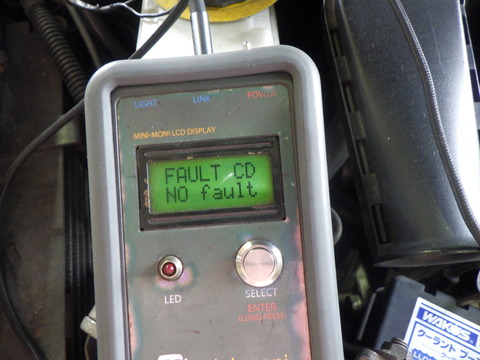 LIGHT LINK POWER
MINI-MONI LCD DISPLAY
FAULT CD
NO fault
LED
SELECT
ENTER
(LONG PRESS)
WAKO'S